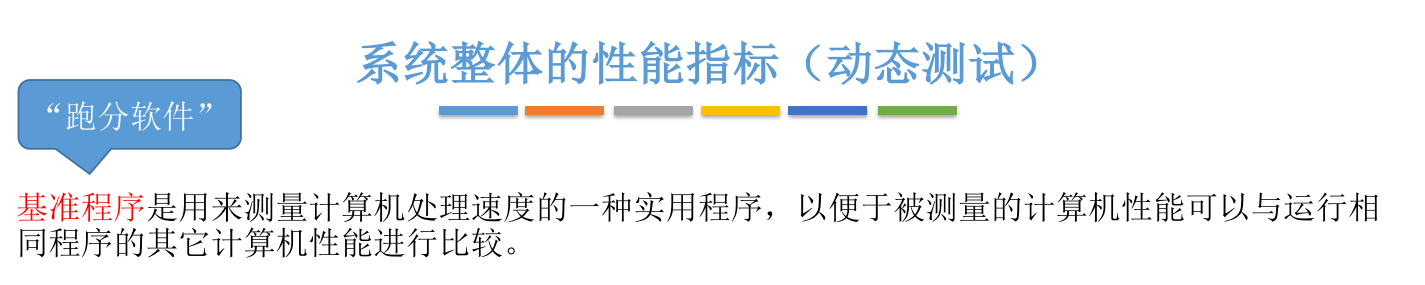 系统整体的性能指标（动态测试）
“跑分软件”
基准程序是用来测量计算机处理速度的一种实用程序，以便于被测量的计算机性能可以与运行相
同程序的其它计算机性能进行比较。